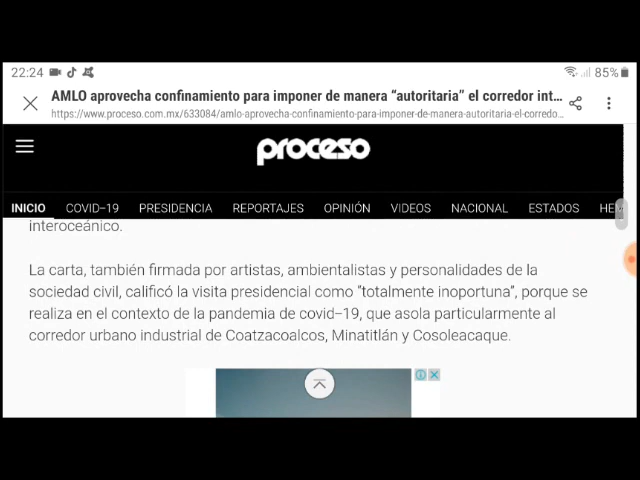 22:24
85%
AMLO aprovecha confinamiento para imponer de manera “autoritaria” el corredor int...
https://www.proceso.com.mx/633084/amlo-aprovecha-confinamiento-para-imponer-de-manera-autoritaria-el-corredo...
proceso
INICIO COVID-19 PRESIDENCIA REPORTAJES OPINIÓN VIDEOS NACIONAL ESTADOS HEM
interoceánico.
La carta, también firmada por artistas, ambientalistas y personalidades de la
sociedad civil, calificó la visita presidencial como “totalmente inoportuna”, porque se
realiza en el contexto de la pandemia de covid-19, que asola particularmente al
corredor urbano industrial de Coatzacoalcos, Minatitlán y Cosoleacaque.